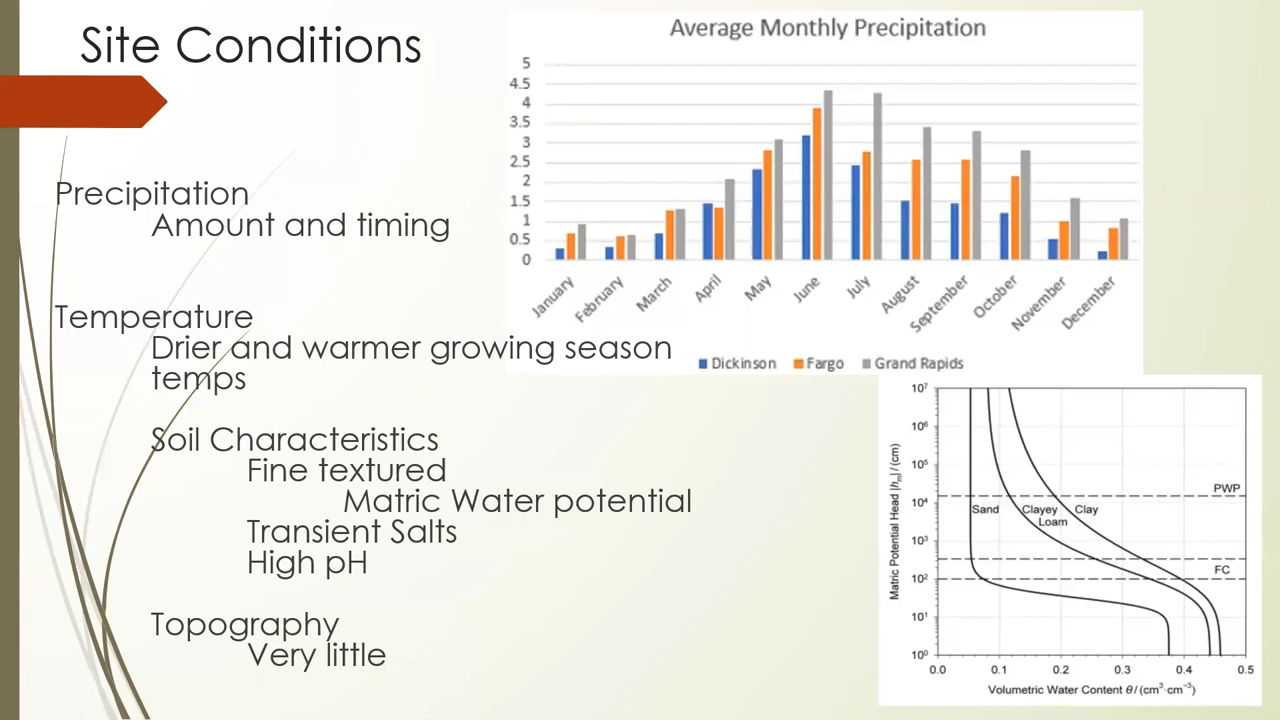 Site Conditions
Precipitation
Amount and timing
Temperature
Drier and warmer growing season
temps
Soil Characteristics
Fine textured
Matric Water potential
Transient Salts
High pH
Topography
Very little
Average Monthly Precipitation
5
4.5
4
3.5
3
2.5
2
1.5
1
0.5
0
January February March April May June July August September October November December
Dickinson Fargo Grand Rapids
Matric Potential Head |hₘ| / (cm)
10⁷
10⁶
10⁵
10⁴
10³
10²
10¹
10⁰
PWP
Sand Clayey Clay
Loam
FC
0.0 0.1 0.2 0.3 0.4 0.5
Volumetric Water Content θ / (cm³·cm⁻³)